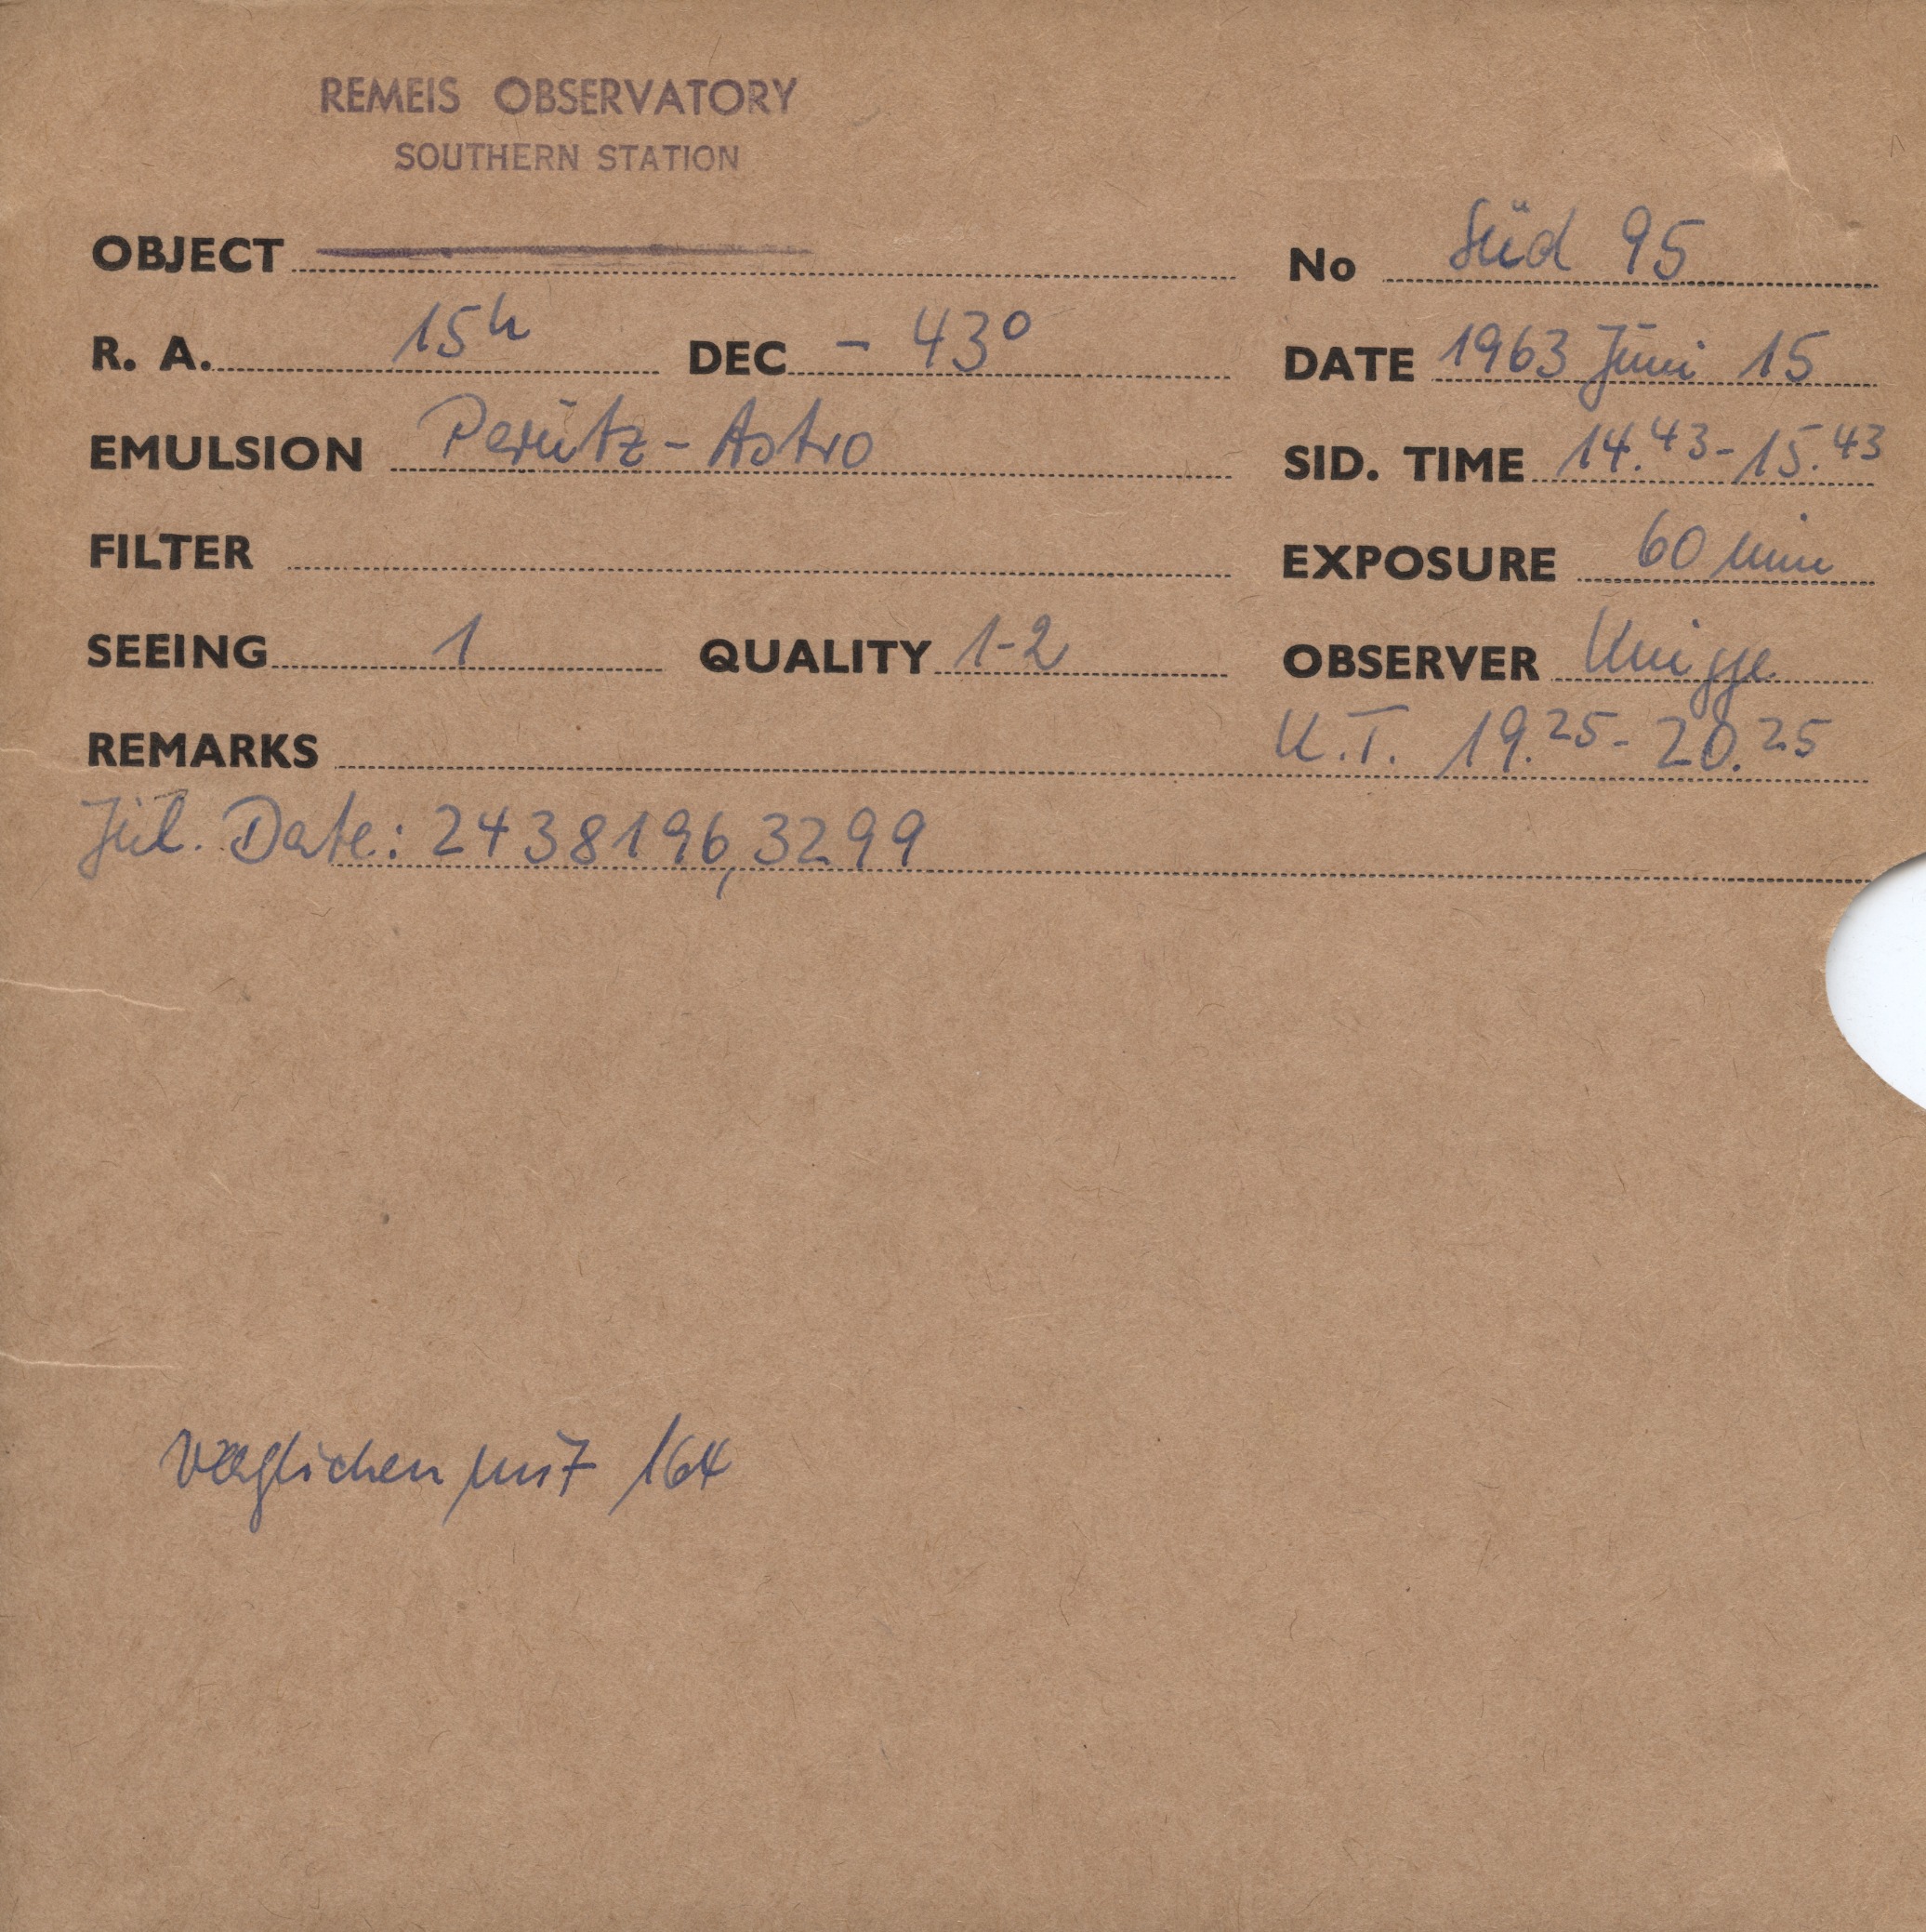 REMEIS OBSERVATORY
SOUTHERN STATION
OBJECT No Süd 95
R. A. 15h DEC - 43° DATE 1963 Juni 15
EMULSION Perutz-Astro SID. TIME 14.43-15.43
FILTER EXPOSURE 60 min
SEEING 1 QUALITY 1-2 OBSERVER Knigge
REMARKS U.T. 19.25-20.25
Jul. Date: 2438196,3299
verglichen mit 164